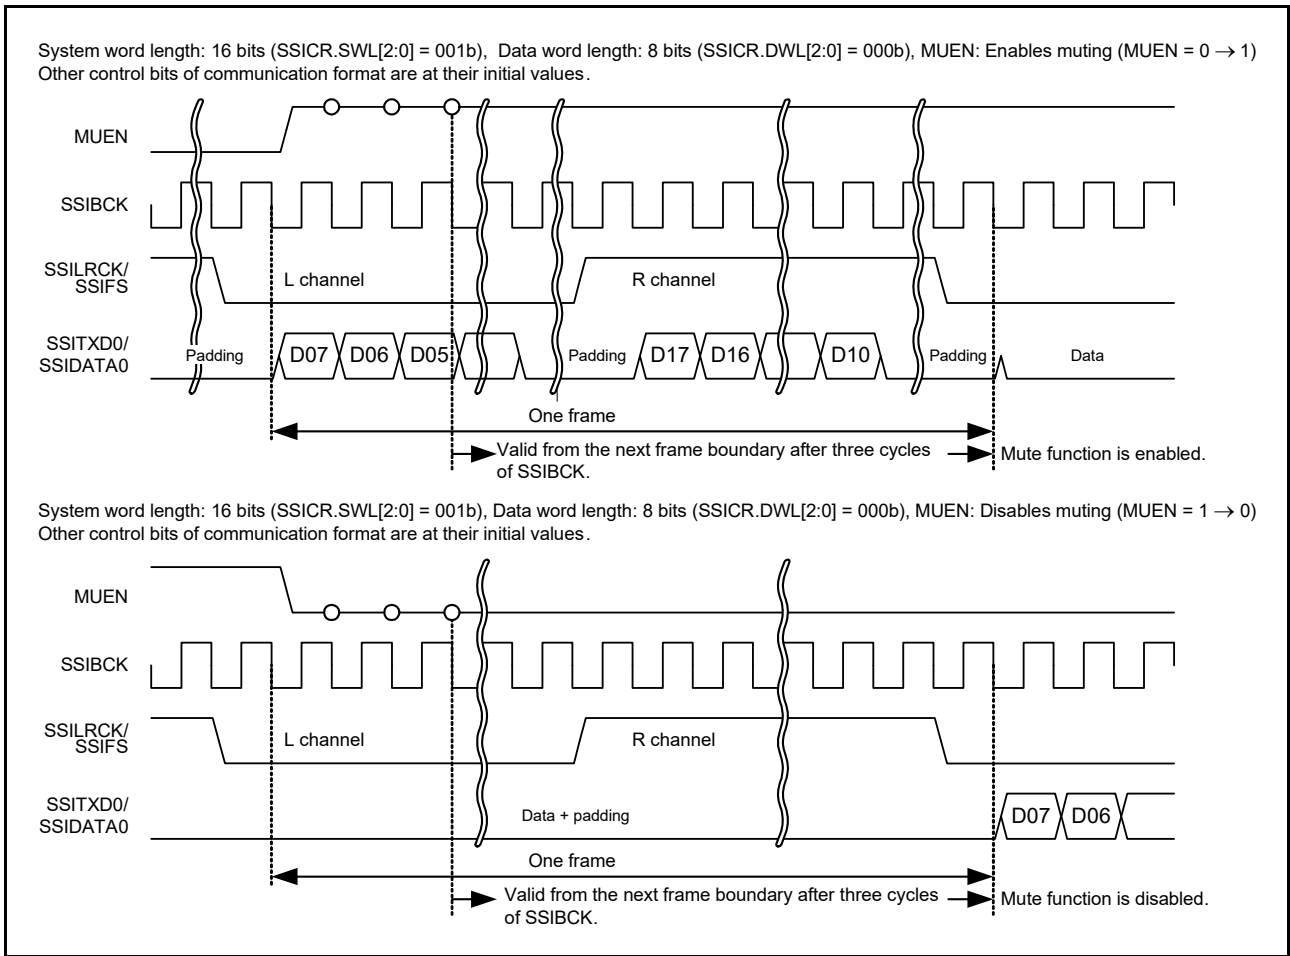 System word length: 16 bits (SSICR.SWL[2:0] = 001b), Data word length: 8 bits (SSICR.DWL[2:0] = 000b), MUEN: Enables muting (MUEN = 0 → 1)
Other control bits of communication format are at their initial values.
MUEN
SSIBCK
SSILRCK/
SSIFS
L channel
R channel
SSITXD0/
SSIDATA0
Padding
D07
D06
D05
Padding
D17
D16
D10
Padding
Data
One frame
Valid from the next frame boundary after three cycles
of SSIBCK.
Mute function is enabled.
System word length: 16 bits (SSICR.SWL[2:0] = 001b), Data word length: 8 bits (SSICR.DWL[2:0] = 000b), MUEN: Disables muting (MUEN = 1 → 0)
Other control bits of communication format are at their initial values.
MUEN
SSIBCK
SSILRCK/
SSIFS
L channel
R channel
SSITXD0/
SSIDATA0
Data + padding
D07
D06
One frame
Valid from the next frame boundary after three cycles
of SSIBCK.
Mute function is disabled.